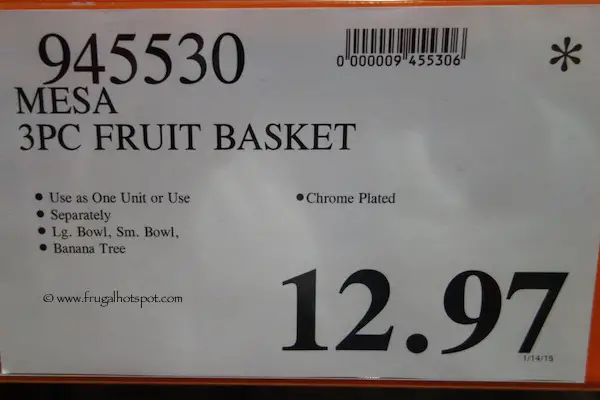 945530
0 000009 455306
*
MESA
3PC FRUIT BASKET
• Use as One Unit or Use
• Separately
• Lg. Bowl, Sm. Bowl,
• Banana Tree
• Chrome Plated
© www.frugalhotspot.com
12.97
1/14/15